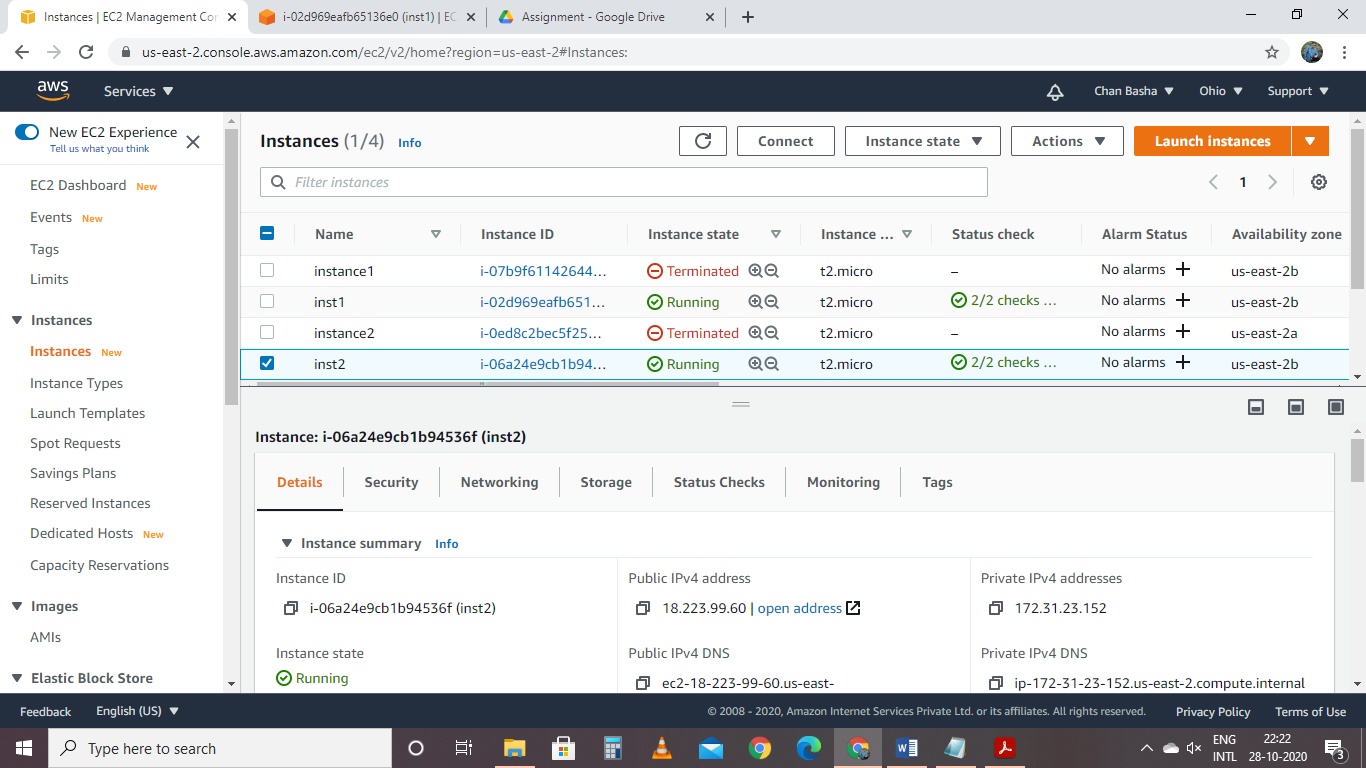 Instances | EC2 Management Con
i-02d969eafb65136e0 (inst1) | EC
Assignment - Google Drive
us-east-2.console.aws.amazon.com/ec2/v2/home?region=us-east-2#Instances:
aws Services Chan Basha Ohio Support
New EC2 Experience
Tell us what you think
EC2 Dashboard New
Events New
Tags
Limits
Instances
Instances New
Instance Types
Launch Templates
Spot Requests
Savings Plans
Reserved Instances
Dedicated Hosts New
Capacity Reservations
Images
AMIs
Elastic Block Store
Instances (1/4) Info
Connect Instance state Actions Launch instances
Filter instances
1
Name Instance ID Instance state Instance ... Status check Alarm Status Availability zone
instance1 i-07b9f61142644... Terminated t2.micro – No alarms + us-east-2b
inst1 i-02d969eafb651... Running t2.micro 2/2 checks ... No alarms + us-east-2b
instance2 i-0ed8c2bec5f25... Terminated t2.micro – No alarms + us-east-2a
inst2 i-06a24e9cb1b94... Running t2.micro 2/2 checks ... No alarms + us-east-2b
Instance: i-06a24e9cb1b94536f (inst2)
Details Security Networking Storage Status Checks Monitoring Tags
Instance summary Info
Instance ID
i-06a24e9cb1b94536f (inst2)
Public IPv4 address
18.223.99.60 | open address
Private IPv4 addresses
172.31.23.152
Instance state
Running
Public IPv4 DNS
ec2-18-223-99-60.us-east-
Private IPv4 DNS
ip-172-31-23-152.us-east-2.compute.internal
Feedback English (US) © 2008 - 2020, Amazon Internet Services Private Ltd. or its affiliates. All rights reserved. Privacy Policy Terms of Use
Type here to search
ENG
INTL
22:22
28-10-2020
3